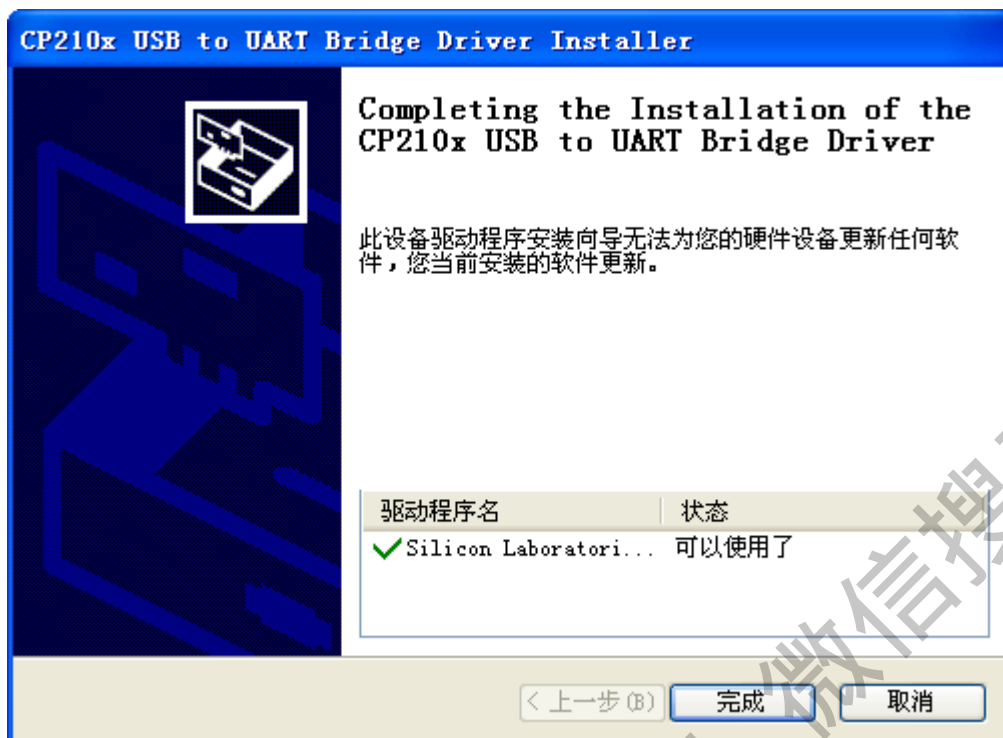 CP210x USB to UART Bridge Driver Installer
Completing the Installation of the
CP210x USB to UART Bridge Driver
此设备驱动程序安装向导无法为您的硬件设备更新任何软
件，您当前安装的软件更新。
驱动程序名 状态
Silicon Laboratori... 可以使用了
< 上一步(B) 完成 取消
微信搜